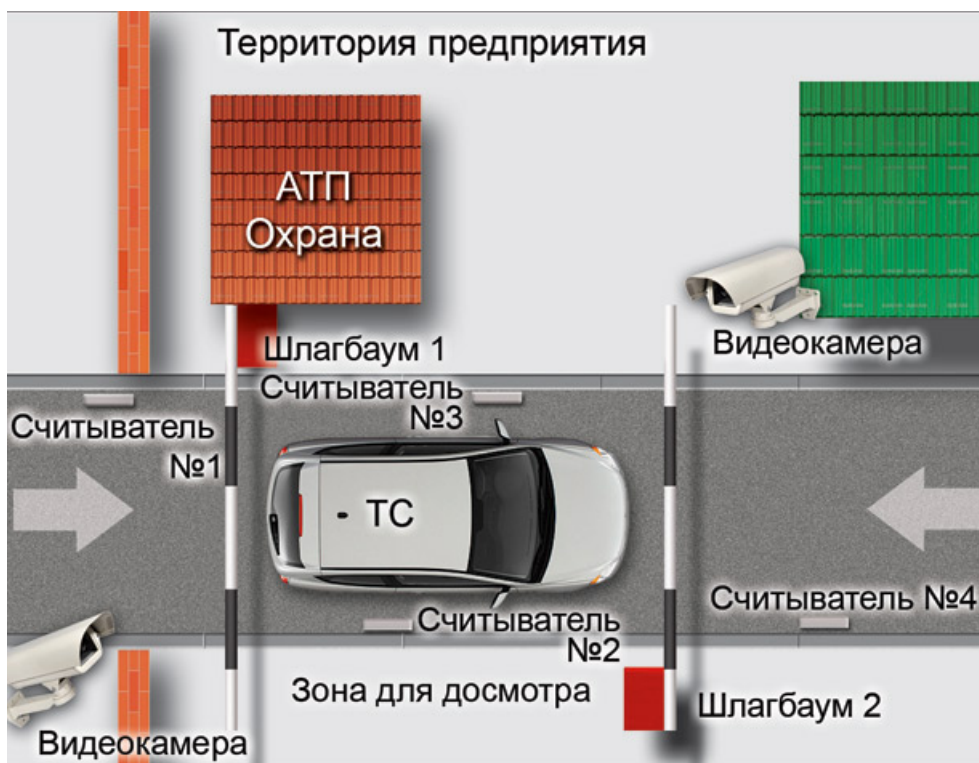 Территория предприятия
АТП
Охрана
Шлагбаум 1
Видеокамера
Считыватель
№3
Считыватель
№1
ТС
Считыватель №4
Считыватель
№2
Зона для досмотра
Шлагбаум 2
Видеокамера